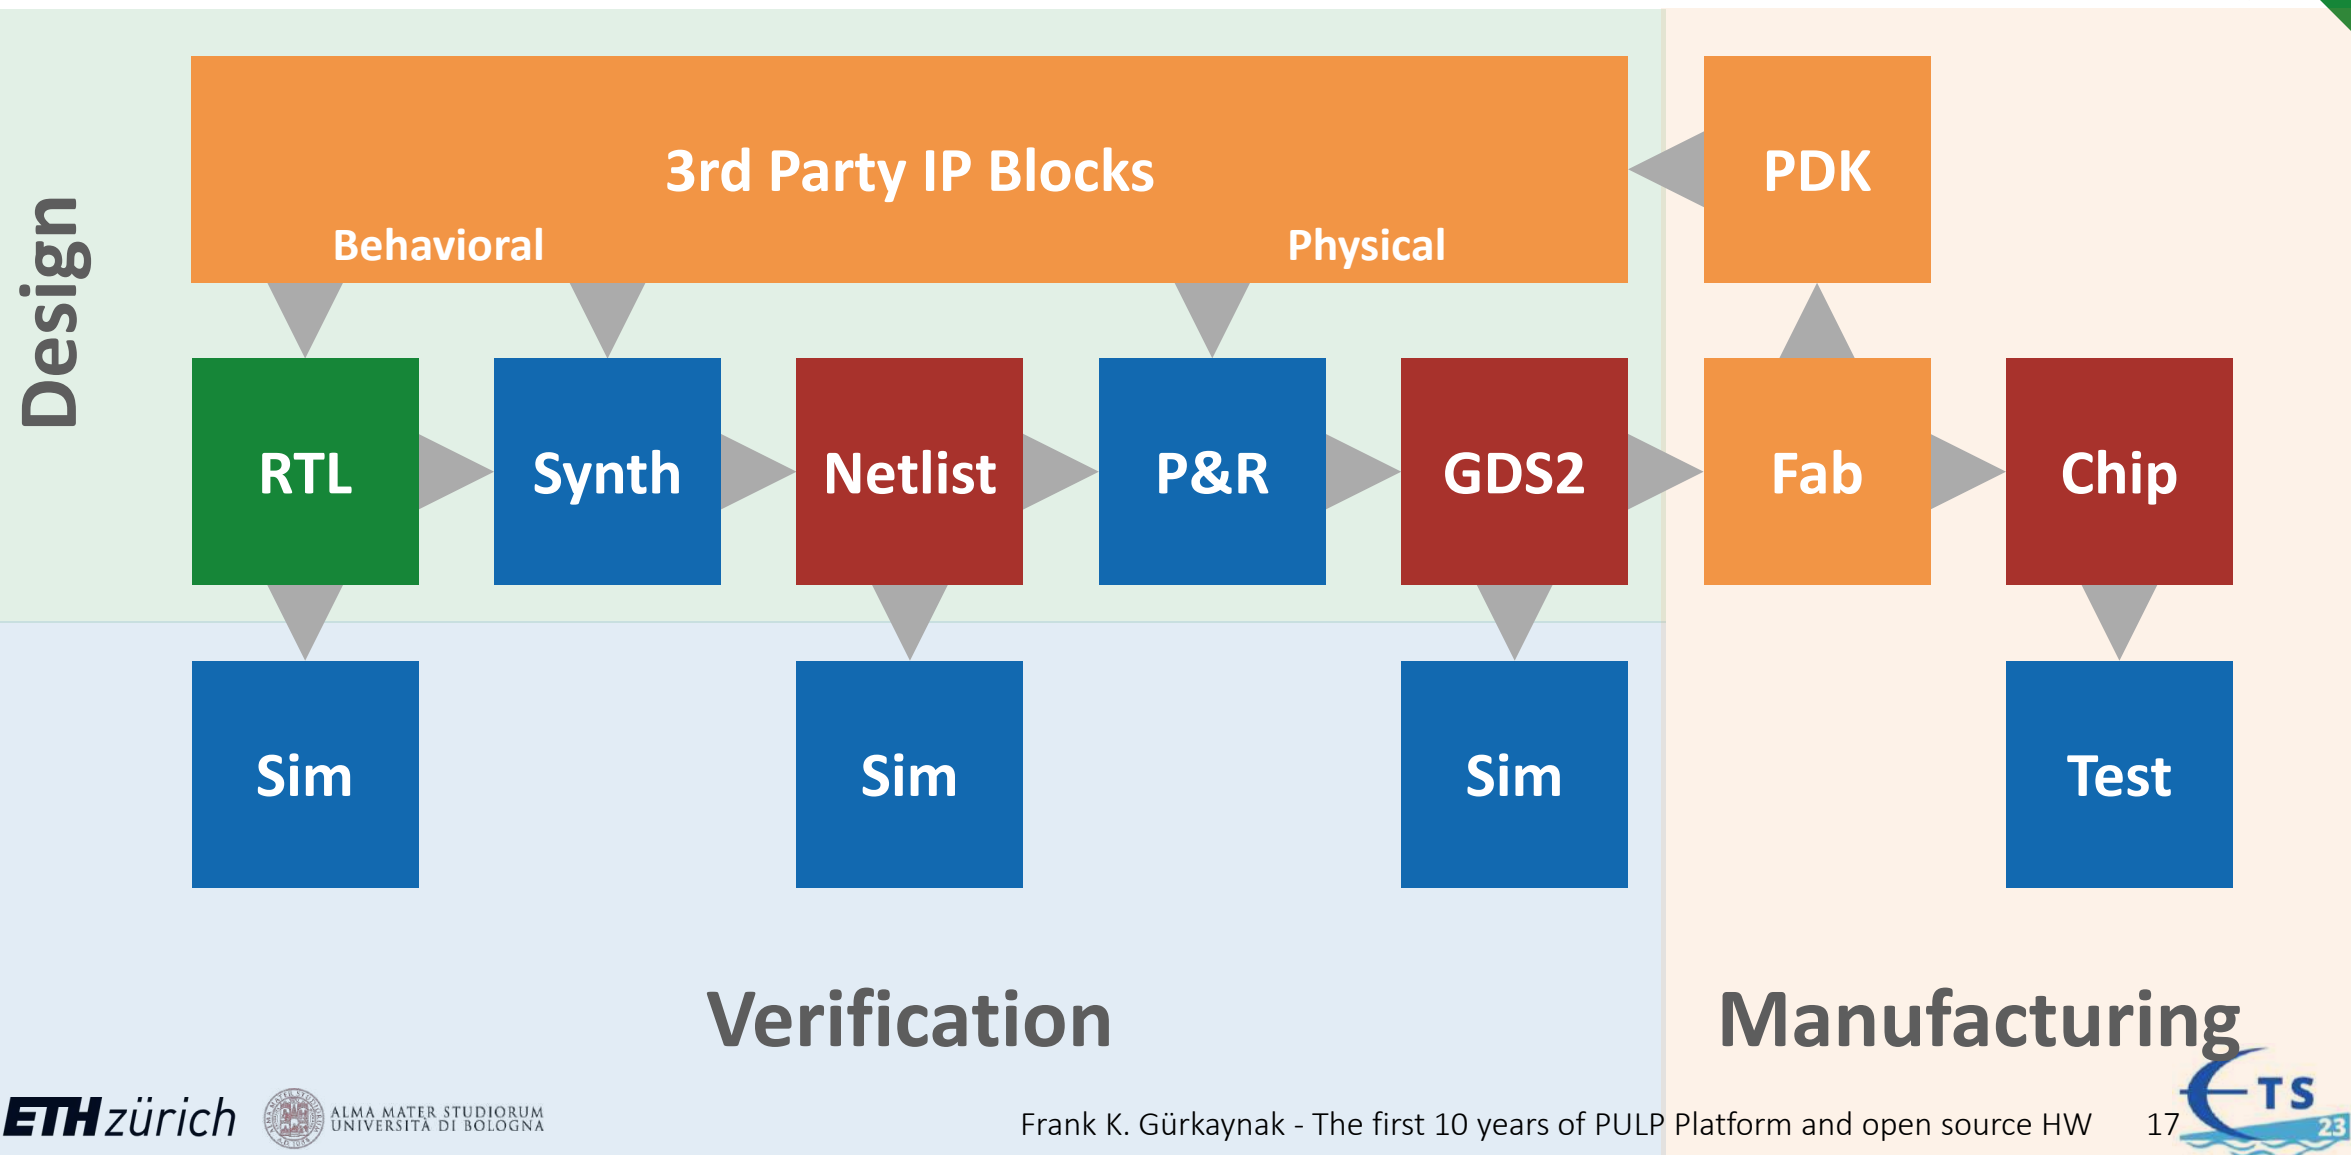 Design
3rd Party IP Blocks
Behavioral
Physical
PDK
RTL
Synth
Netlist
P&R
GDS2
Fab
Chip
Sim
Sim
Sim
Test
Verification
Manufacturing
ETH zürich
ALMA MATER STUDIORUM
UNIVERSITÀ DI BOLOGNA
Frank K. Gürkaynak - The first 10 years of PULP Platform and open source HW
17
ETS
23